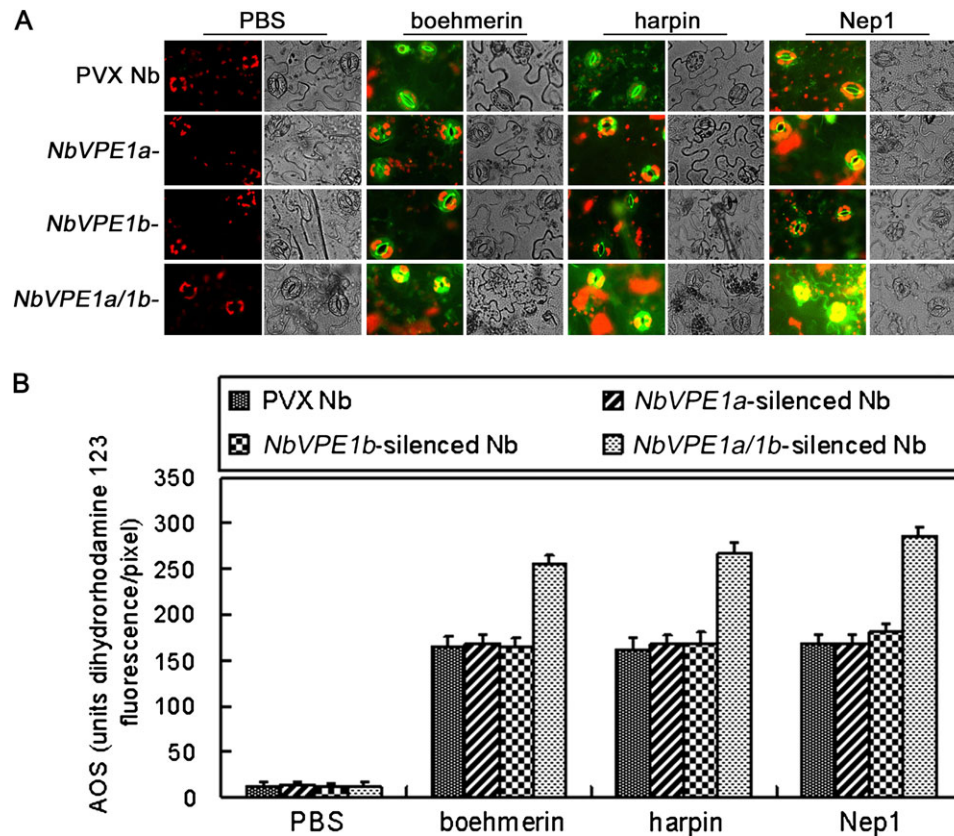 A
PBS boehmerin harpin Nep1
PVX Nb
NbVPE1a-
NbVPE1b-
NbVPE1a/1b-
B
PVX Nb NbVPE1a-silenced Nb
NbVPE1b-silenced Nb NbVPE1a/1b-silenced Nb
AOS (units dihydrorhodamine 123
fluorescence/pixel)
350
300
250
200
150
100
50
0
PBS boehmerin harpin Nep1